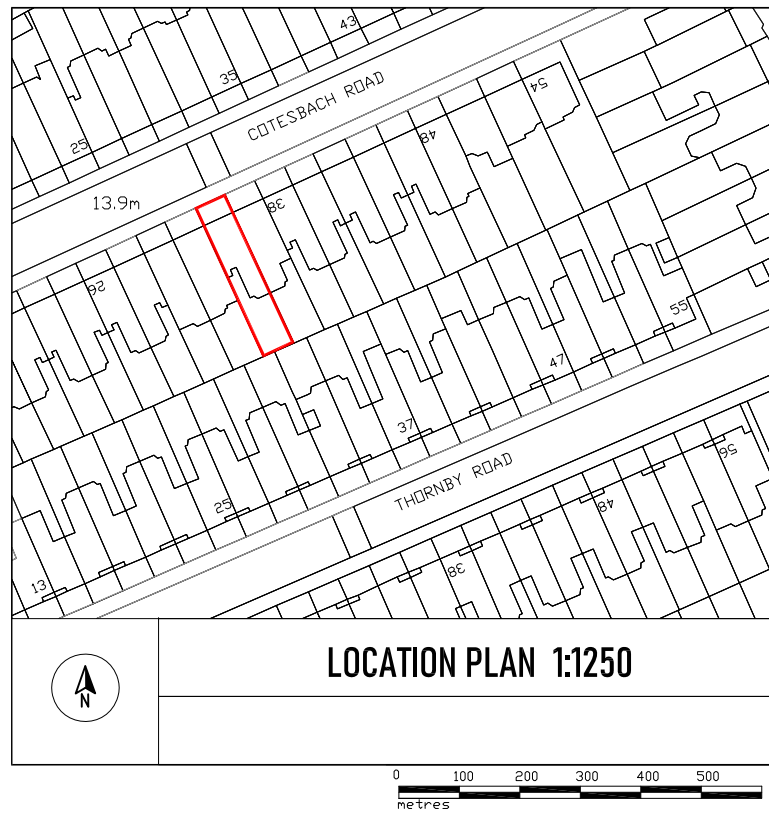 43
35
COTESBACH ROAD
54
25
48
13.9m
38
26
55
47
37
THORNBY ROAD
25
56
48
38
13
LOCATION PLAN 1:1250
N
0 100 200 300 400 500
metres